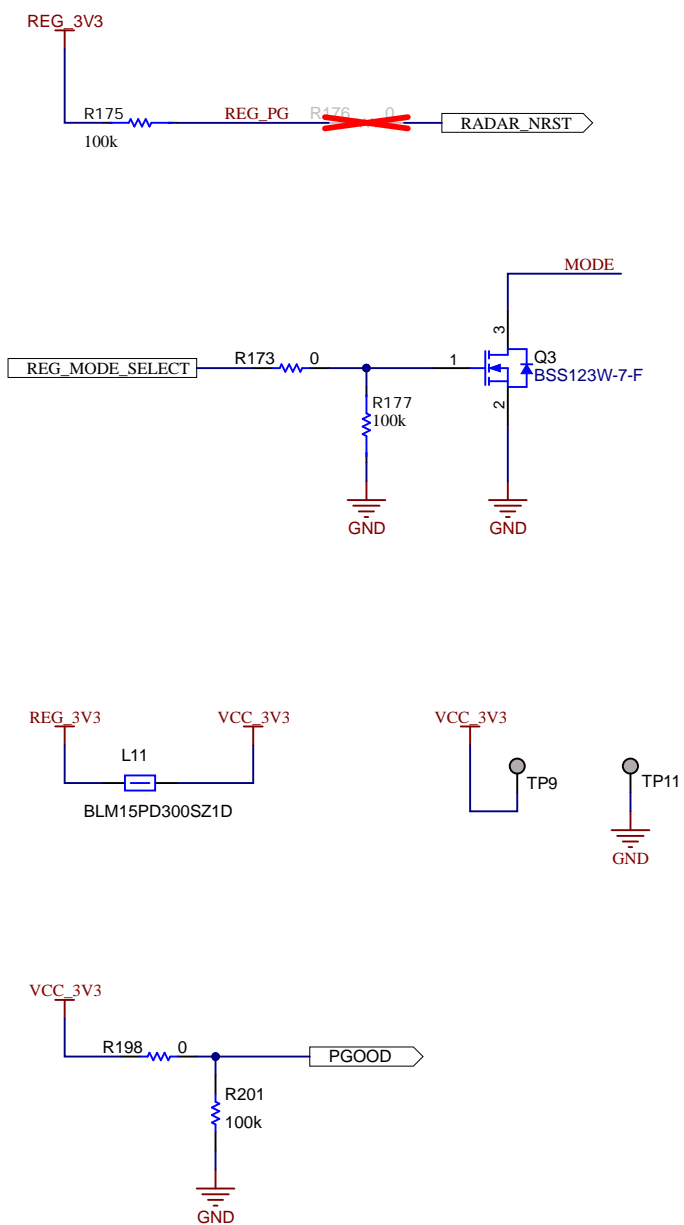 REG_3V3
R175
100k
REG_PG
R176 0
RADAR_NRST
MODE
REG_MODE_SELECT
R173 0
1
3
2
Q3
BSS123W-7-F
R177
100k
GND
GND
REG_3V3
VCC_3V3
L11
BLM15PD300SZ1D
VCC_3V3
TP9
TP11
GND
VCC_3V3
R198 0
PGOOD
R201
100k
GND